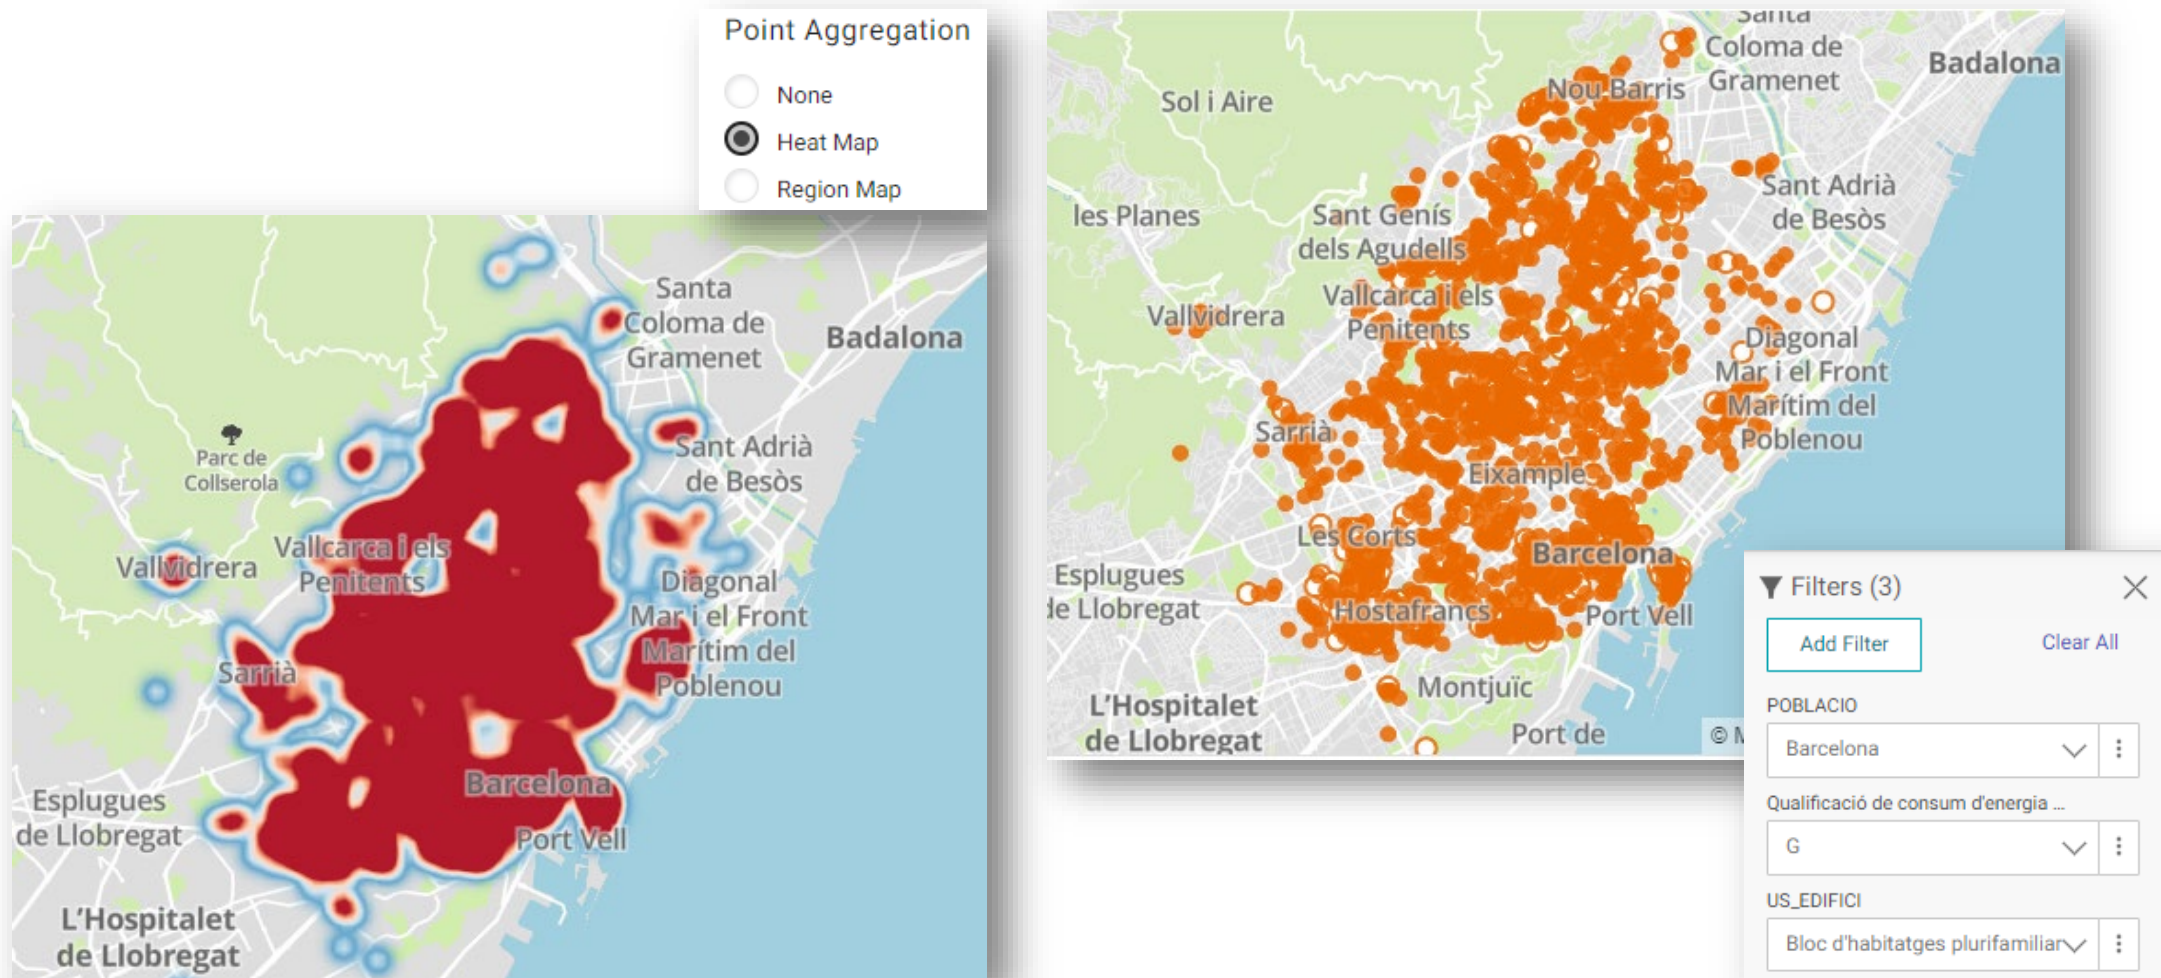 Point Aggregation
None
Heat Map
Region Map
Santa
Coloma de
Gramenet
Badalona
Parc de
Collserola
Sant Adrià
de Besòs
Vallvidrera
Vallcarca i els
Penitents
Diagonal
Mar i el Front
Marítim del
Poblenou
Sarrià
Barcelona
Esplugues
de Llobregat
Port Vell
L'Hospitalet
de Llobregat
Santa
Coloma de
Gramenet
Badalona
Nou Barris
Sol i Aire
Sant Adrià
de Besòs
les Planes
Sant Genís
dels Agudells
Vallcarca i els
Penitents
Vallvidrera
Diagonal
Mar i el Front
Marítim del
Poblenou
Sarrià
Eixample
Les Corts
Barcelona
Esplugues
de Llobregat
Hostafrancs
Port Vell
Montjuïc
L'Hospitalet
de Llobregat
Port de
©
Filters (3)
Add Filter
Clear All
POBLACIO
Barcelona
Qualificació de consum d'energia ...
G
US_EDIFICI
Bloc d'habitatges plurifamiliar